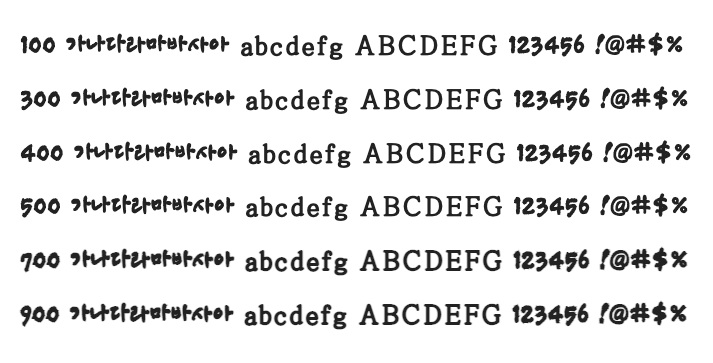 100 가나다라마바사아 abcdefg ABCDEFG 123456 !@#$%
300 가나다라마바사아 abcdefg ABCDEFG 123456 !@#$%
400 가나다라마바사아 abcdefg ABCDEFG 123456 !@#$%
500 가나다라마바사아 abcdefg ABCDEFG 123456 !@#$%
700 가나다라마바사아 abcdefg ABCDEFG 123456 !@#$%
900 가나다라마바사아 abcdefg ABCDEFG 123456 !@#$%